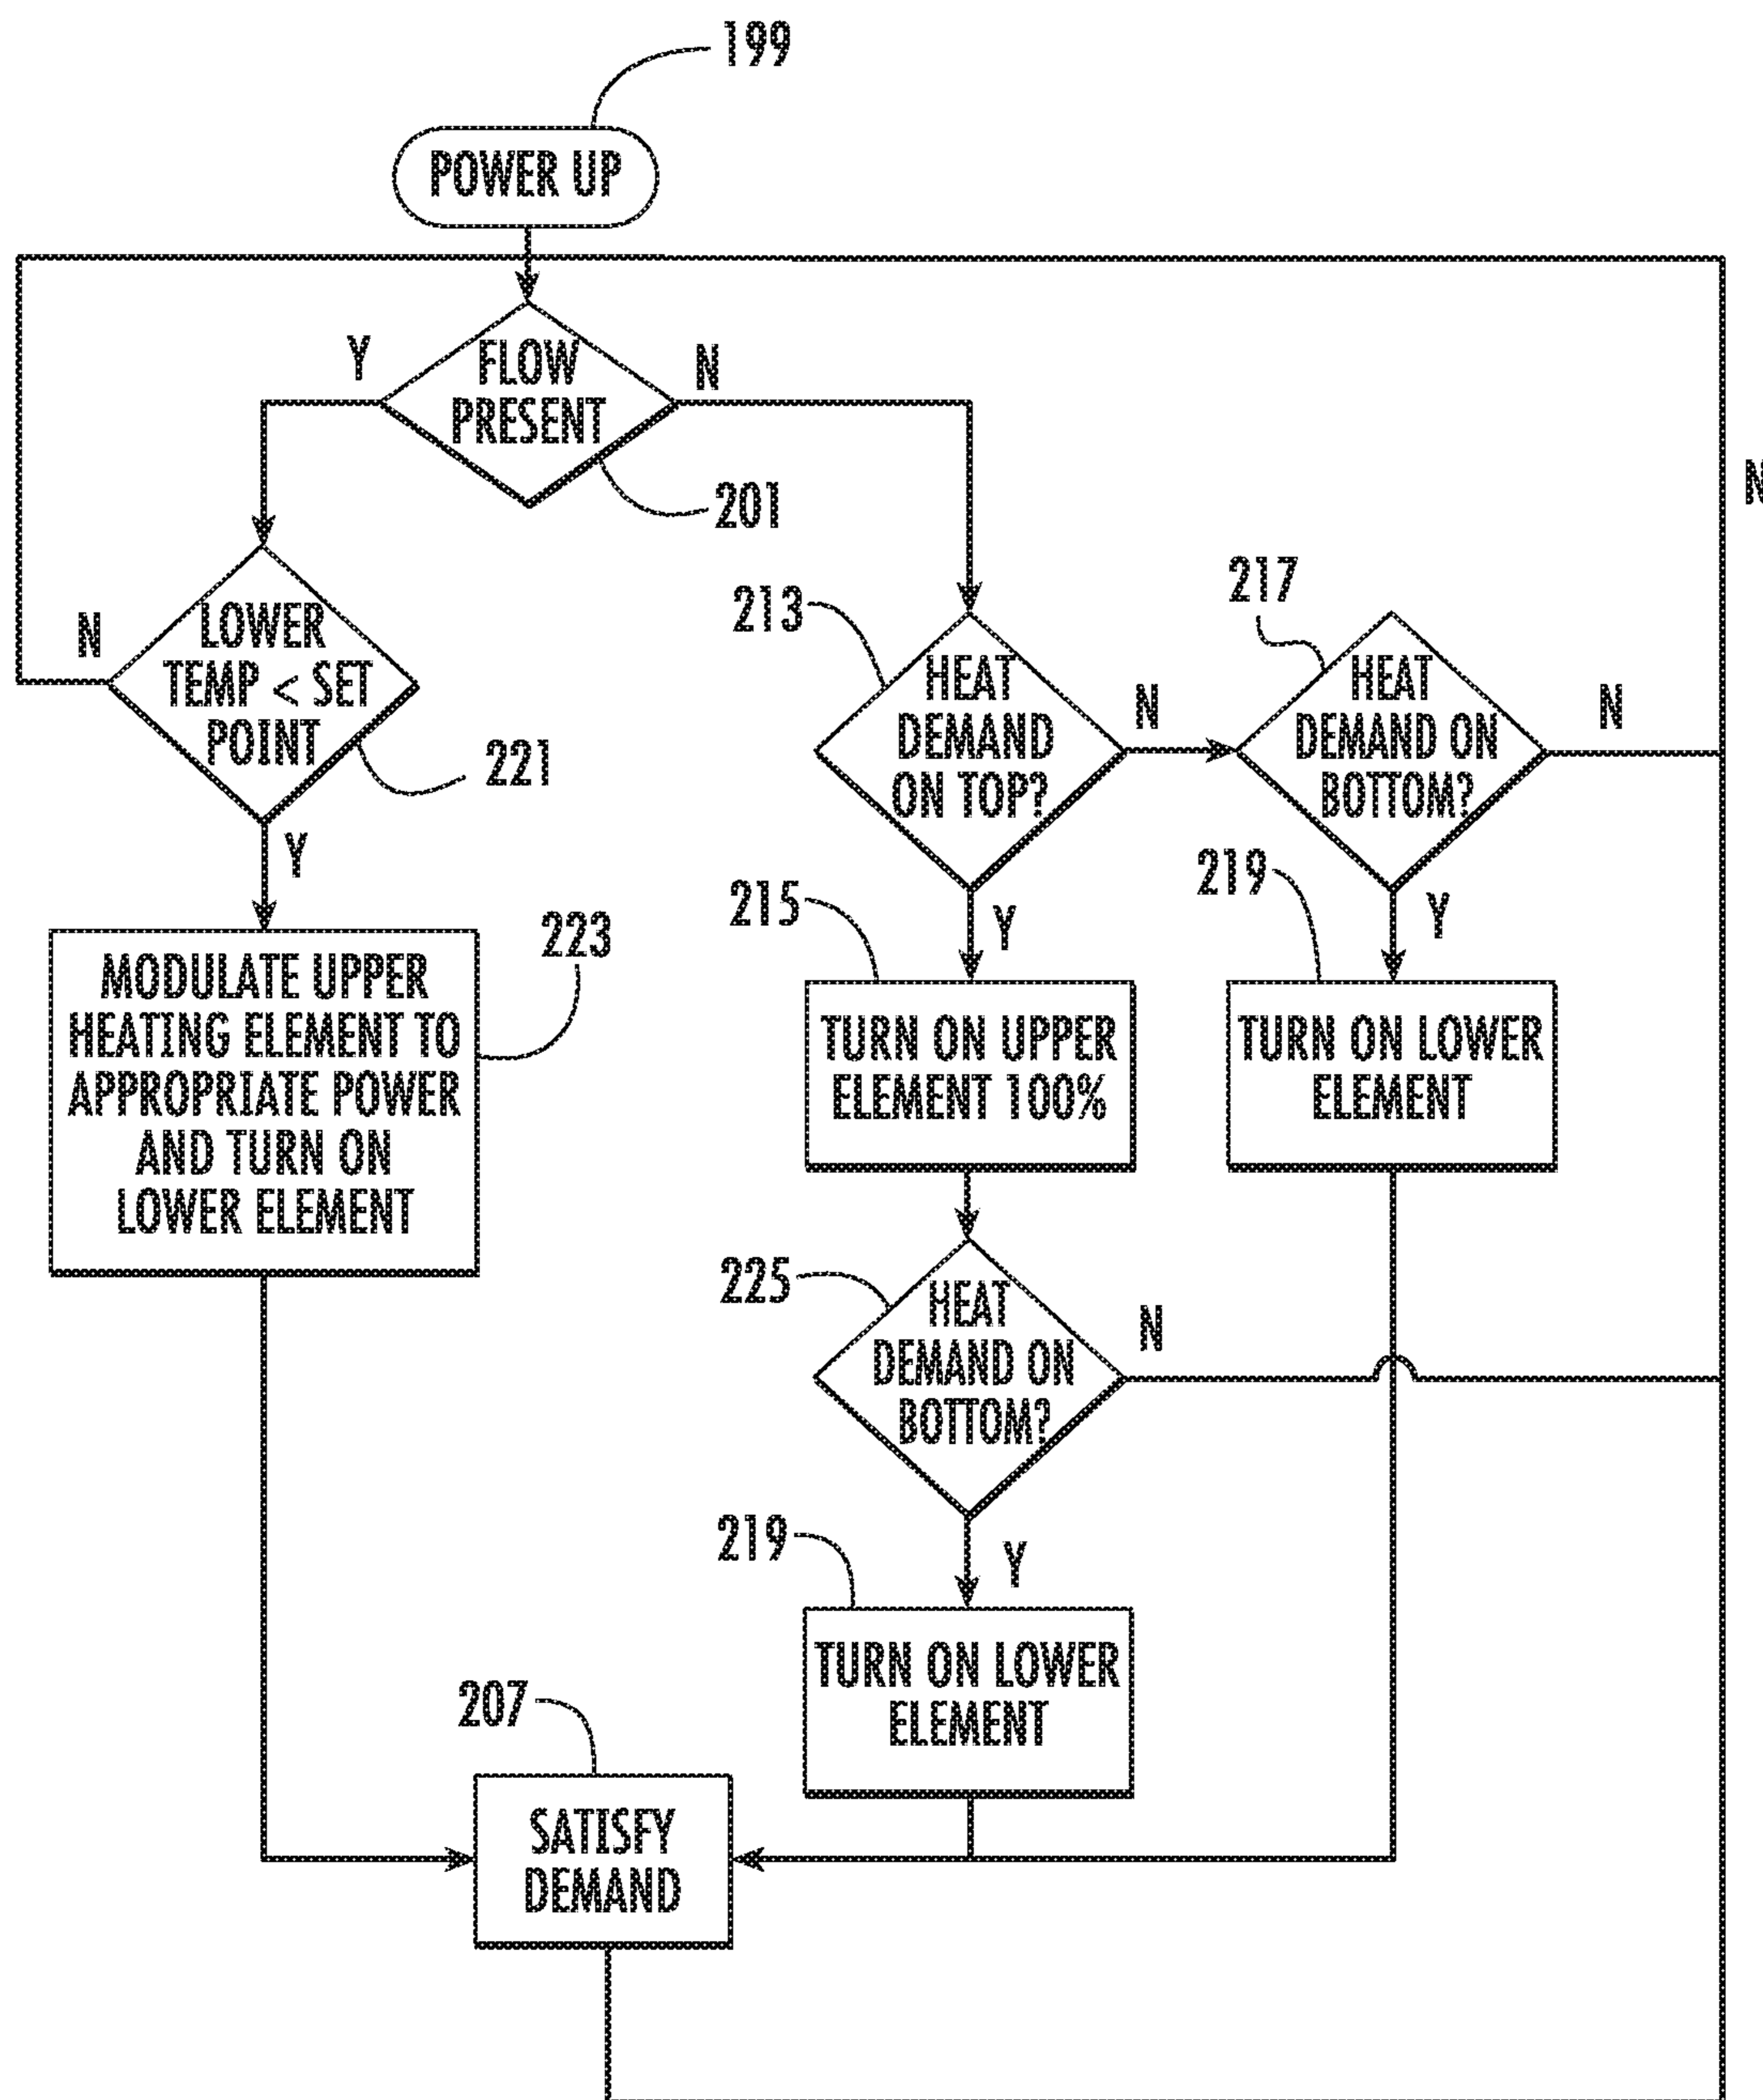 199
POWER UP
Y
FLOW
PRESENT
N
201
N
N
LOWER
TEMP < SET
POINT
221
Y
213
HEAT
DEMAND
ON TOP?
N
217
HEAT
DEMAND ON
BOTTOM?
N
223
MODULATE UPPER
HEATING ELEMENT TO
APPROPRIATE POWER
AND TURN ON
LOWER ELEMENT
215
Y
TURN ON UPPER
ELEMENT 100%
219
Y
TURN ON LOWER
ELEMENT
225
HEAT
DEMAND ON
BOTTOM?
N
219
Y
TURN ON LOWER
ELEMENT
207
SATISFY
DEMAND